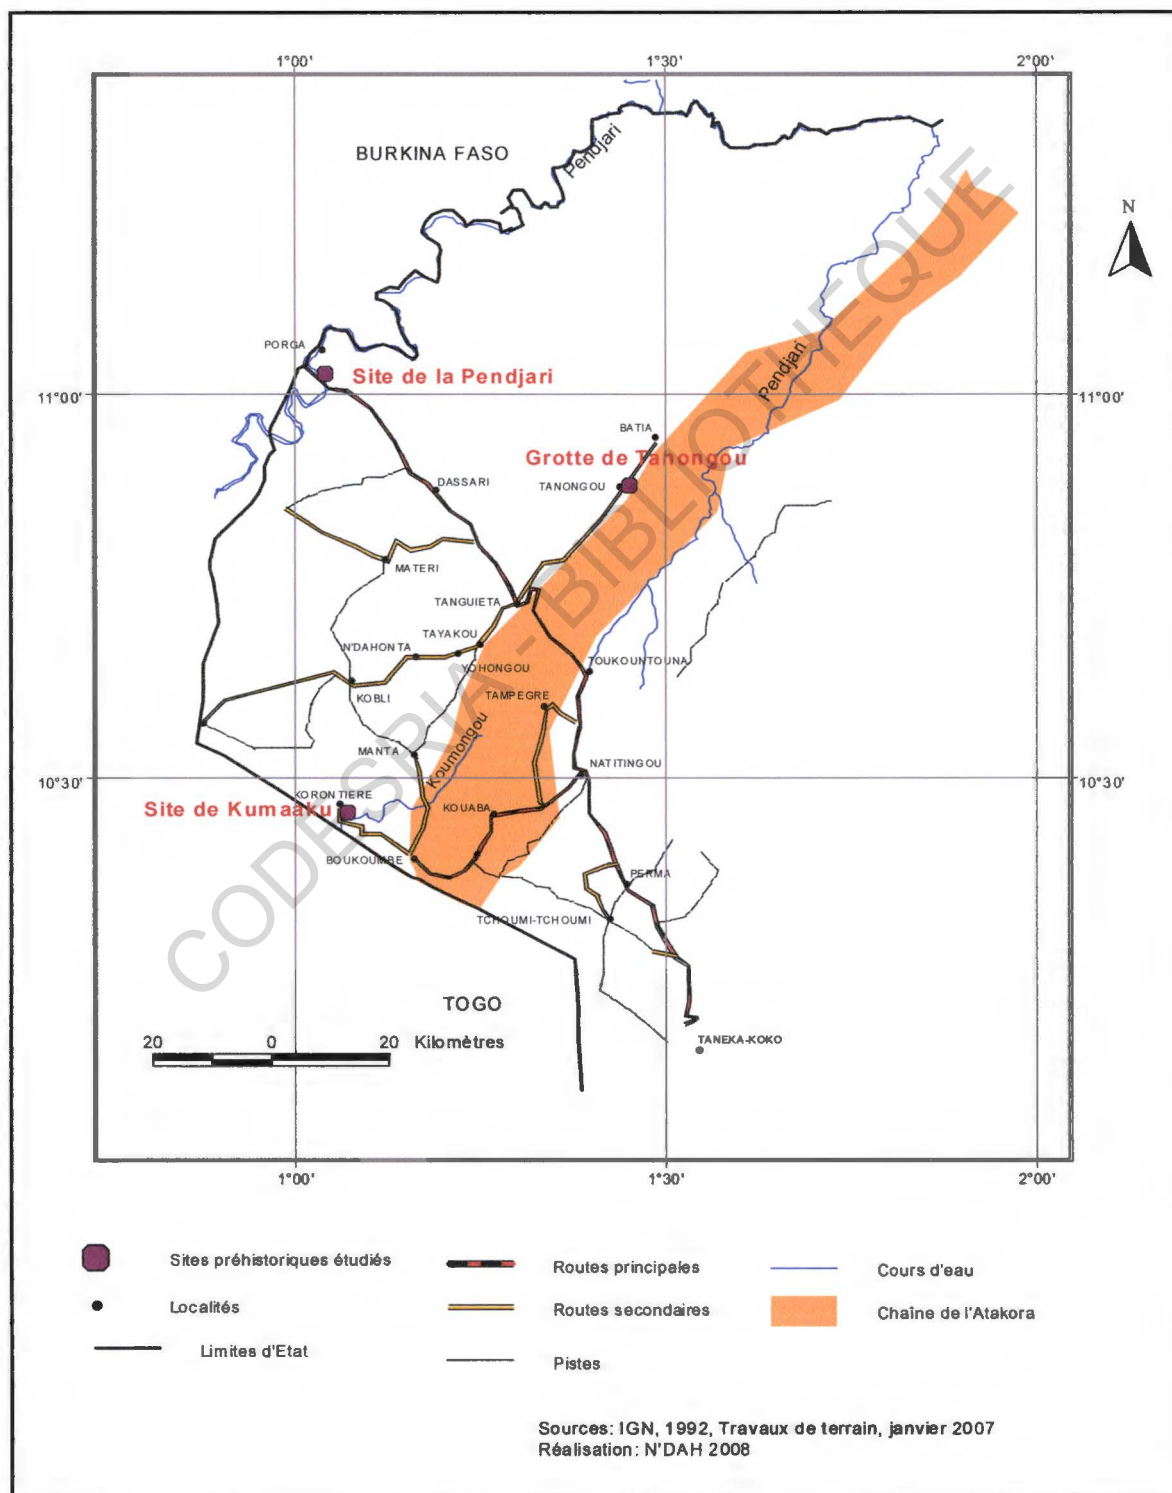 1°00'
1°30'
2°00'
BURKINA FASO
Pendjari
N
PORGA
Site de la Pendjari
11°00'
11°00'
Pendjari
BATIA
Grotte de Tanongou
TANONGOU
DASSARI
MATERI
TANGUIETA
TAYAKOU
N'DAHONTA
YOHONGOU
TOUKOUNTOUNA
KOBLI
TAMPEGRE
Koumongou
MANTA
NATITINGOU
10°30'
10°30'
KORONTIERE
Site de Kumaaku
KOUABA
BOUKOUMBE
PERMA
TCHOUMI-TCHOUMI
TOGO
20 0 20 Kilomètres
TANEKA-KOKO
1°00'
1°30'
2°00'
CODESRIA - BIBLIOTHEQUE
Sites préhistoriques étudiés
Routes principales
Cours d'eau
Localités
Routes secondaires
Chaîne de l'Atakora
Limites d'Etat
Pistes
Sources: IGN, 1992, Travaux de terrain, janvier 2007
Réalisation: N'DAH 2008